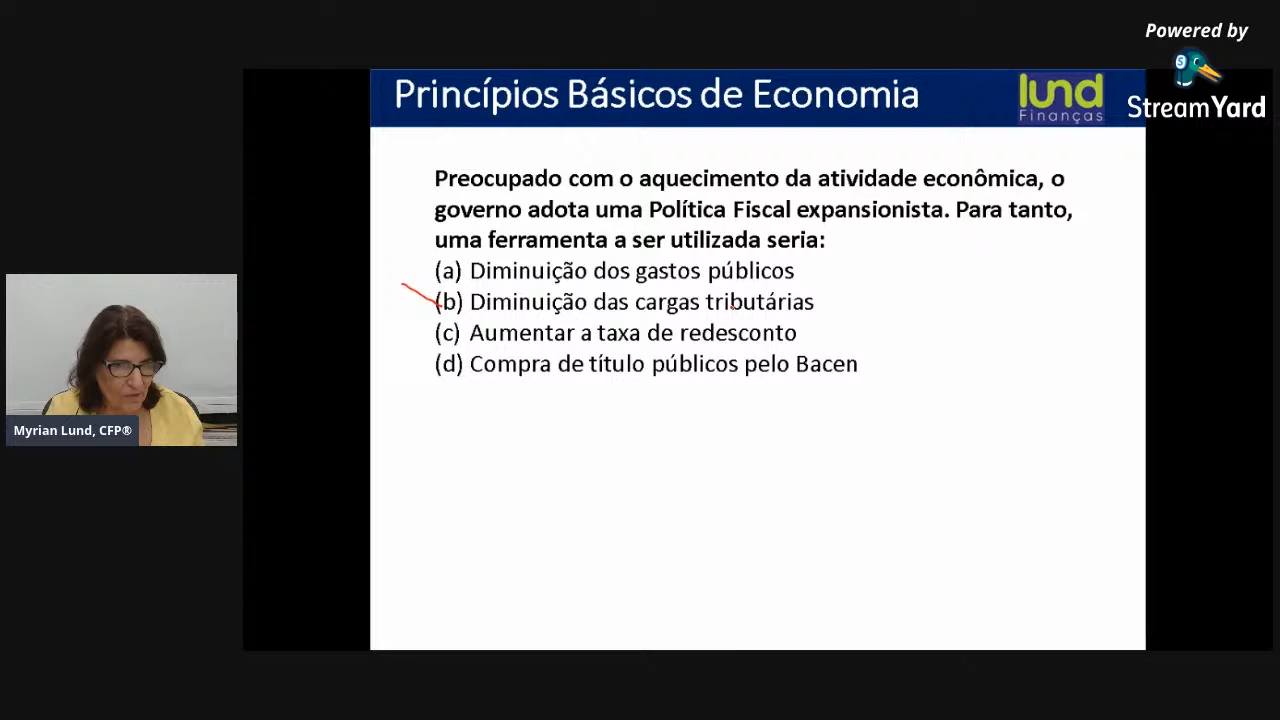 Powered by
StreamYard
Princípios Básicos de Economia
lund
Finanças
Preocupado com o aquecimento da atividade econômica, o
governo adota uma Política Fiscal expansionista. Para tanto,
uma ferramenta a ser utilizada seria:
(a) Diminuição dos gastos públicos
(b) Diminuição das cargas tributárias
(c) Aumentar a taxa de redesconto
(d) Compra de título públicos pelo Bacen
Myrian Lund, CFP®